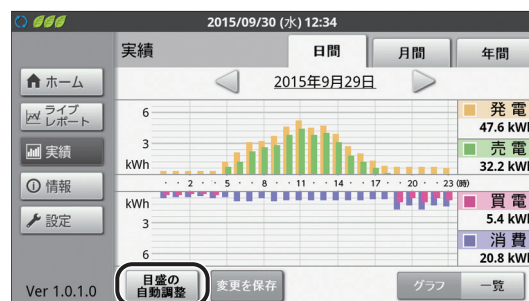 2015/09/30 (水) 12:34
実績
日間
月間
年間
2015年9月29日
ホーム
ライブ
レポート
実績
情報
設定
Ver 1.0.1.0
6
3
kWh
・・2・・5・・8・・11・・14・・17・・20・・23 (時)
kWh
3
6
発電
47.6 kWh
売電
32.2 kWh
買電
5.4 kWh
消費
20.8 kWh
目盛の
自動調整
変更を保存
グラフ
一覧